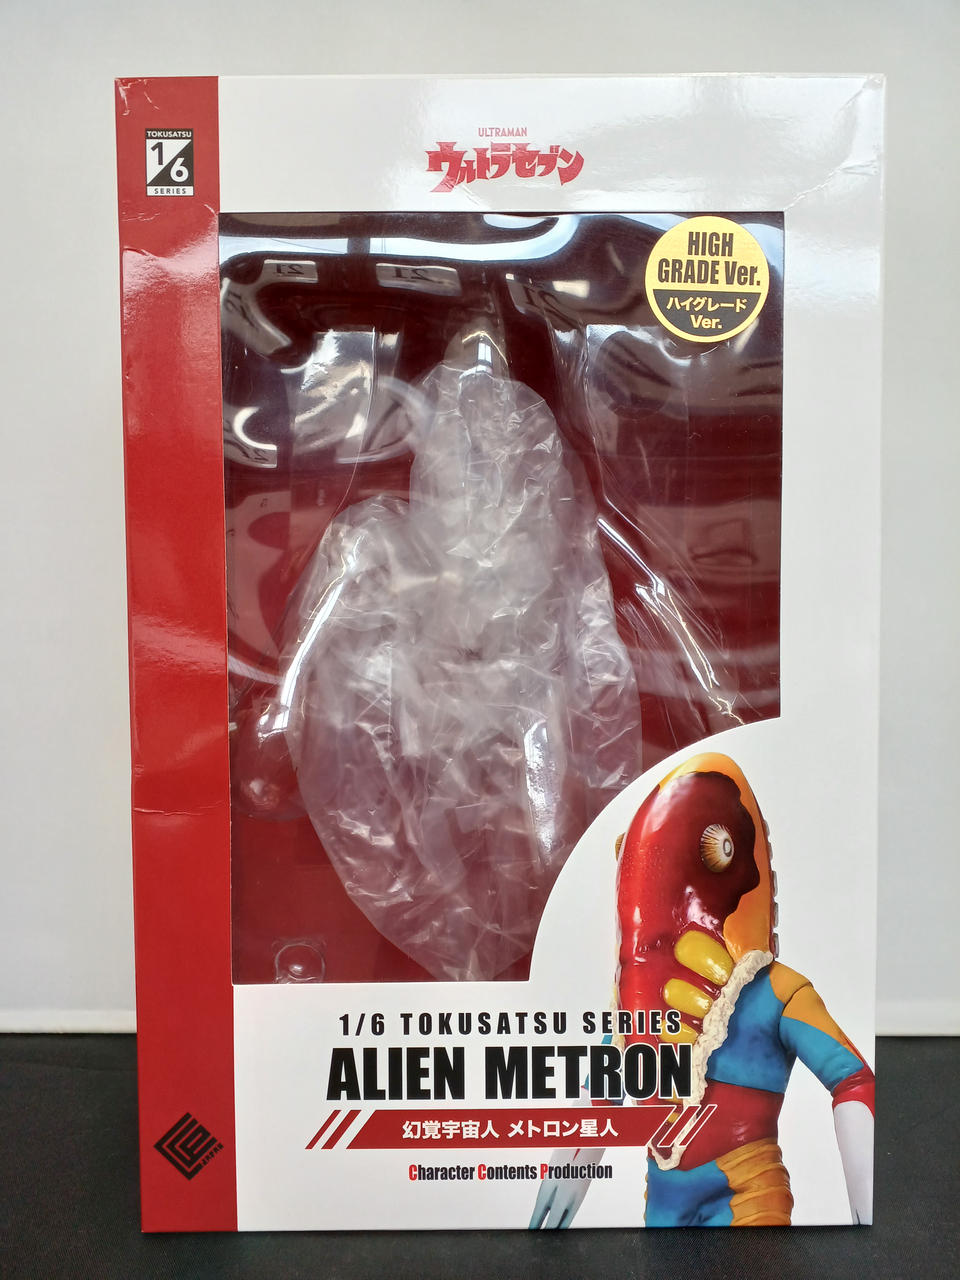 TOKUSATSU
1/6
SERIES
ULTRAMAN
ウルトラセブン
HIGH
GRADE Ver.
ハイグレード
Ver.
1/6 TOKUSATSU SERIES
ALIEN METRON
幻覚宇宙人 メトロン星人
Character Contents Production